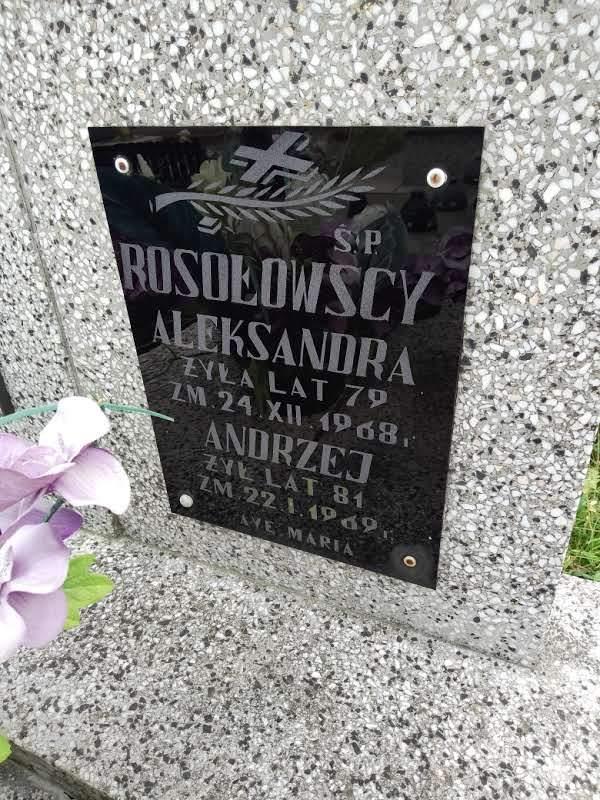 Ś.P.
ROSOŁOWSCY
ALEKSANDRA
ŻYŁA LAT 79
ZM. 24.XII.1968 r.
ANDRZEJ
ŻYŁ LAT 81
ZM. 22.I.1969 r.
AVE MARIA